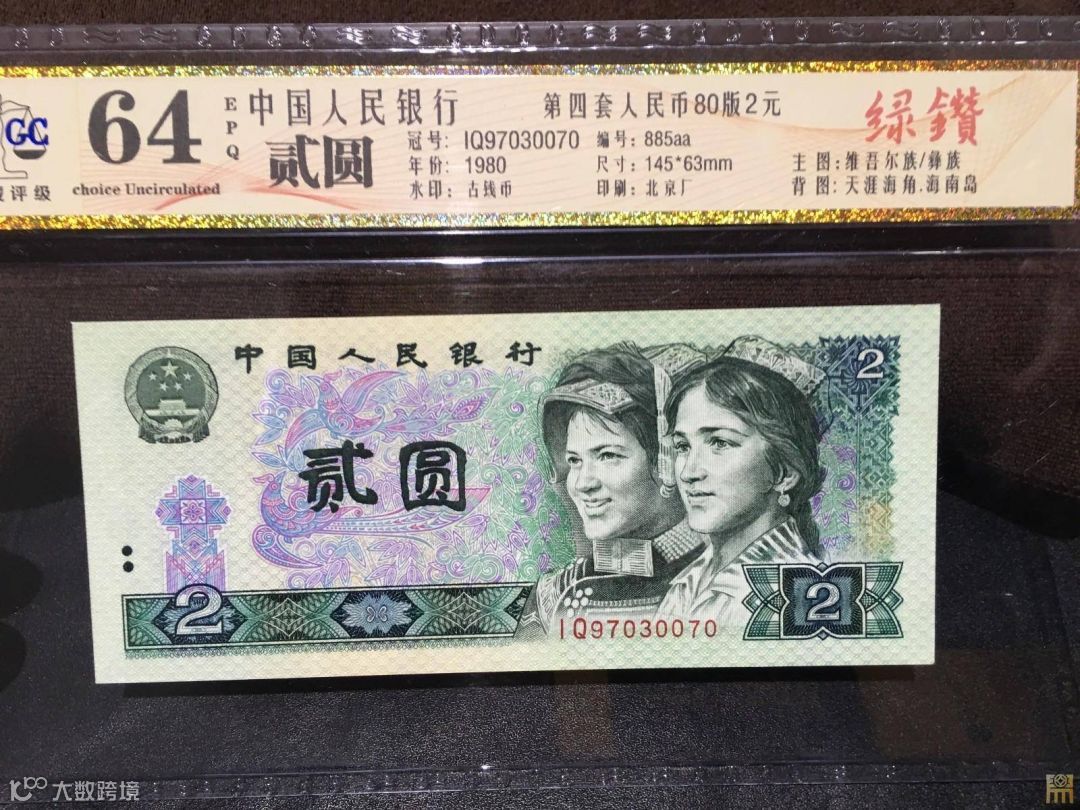 GC
评级
64
EPQ
choice Uncirculated
中国人民银行
贰圆
第四套人民币80版2元
冠号: IQ97030070 编号: 885aa
年份: 1980 尺寸: 145*63mm
水印: 古钱币 印刷: 北京厂
绿鑽
主图: 维吾尔族/彝族
背图: 天涯海角.海南岛
中国人民银行
2
贰圆
2
2
IQ97030070
大数跨境